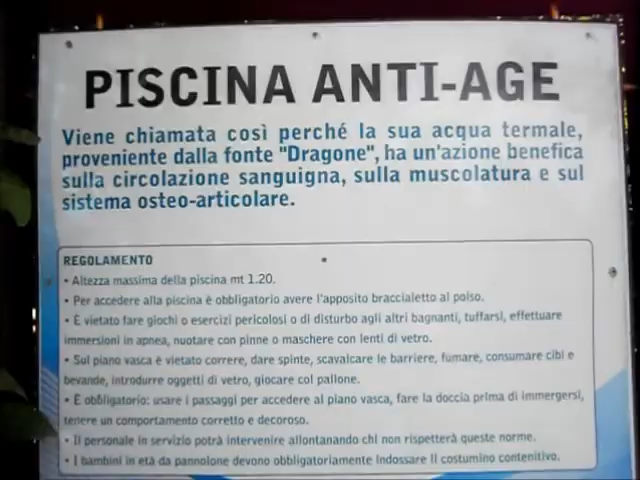 PISCINA ANTI-AGE
Viene chiamata così perché la sua acqua termale,
proveniente dalla fonte "Dragone", ha un'azione benefica
sulla circolazione sanguigna, sulla muscolatura e sul
sistema osteo-articolare.
REGOLAMENTO
• Altezza massima della piscina mt 1.20.
• Per accedere alla piscina è obbligatorio avere l'apposito braccialetto al polso.
• È vietato fare giochi o esercizi pericolosi o di disturbo agli altri bagnanti, tuffarsi, effettuare
immersioni in apnea, nuotare con pinne o maschere con lenti di vetro.
• Sul piano vasca è vietato correre, dare spinte, scavalcare le barriere, fumare, consumare cibi e
bevande, introdurre oggetti di vetro, giocare col pallone.
• È obbligatorio: usare i passaggi per accedere al piano vasca, fare la doccia prima di immergersi,
tenere un comportamento corretto e decoroso.
• Il personale in servizio potrà intervenire allontanando chi non rispetterà queste norme.
• I bambini in età da pannolone devono obbligatoriamente indossare il costumino contenitivo.